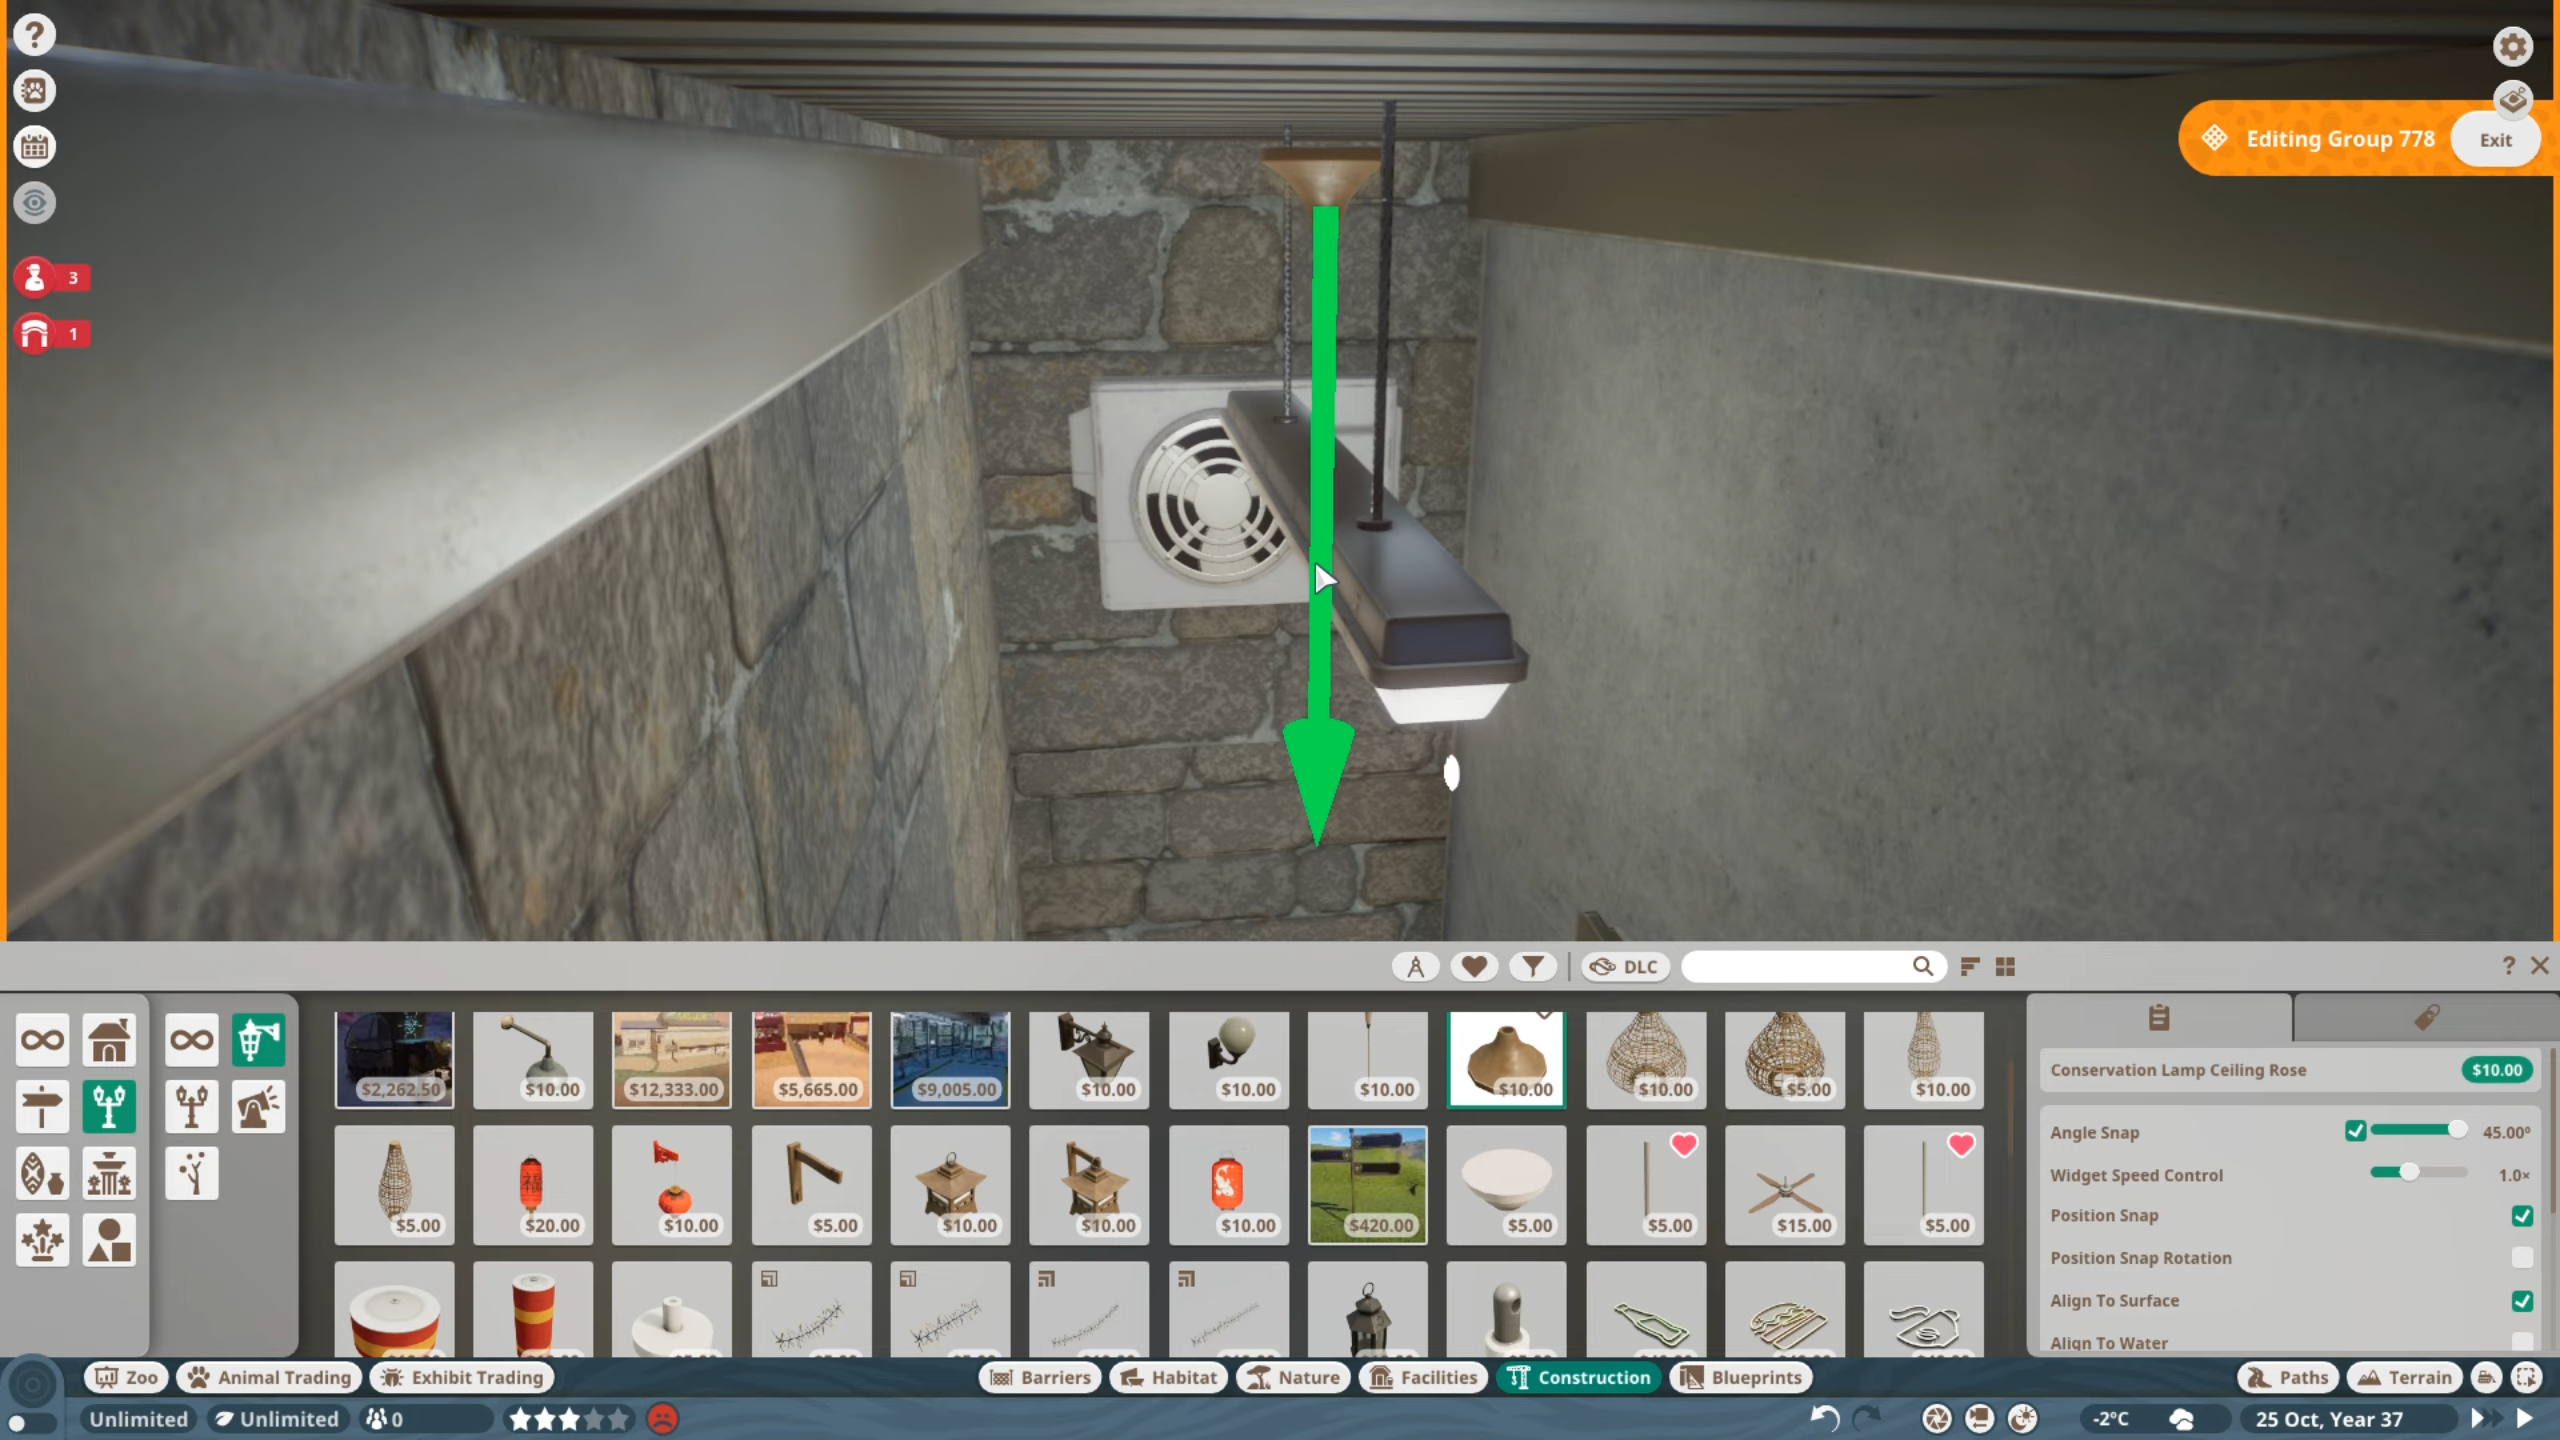 Editing Group 778
Exit
3
1
DLC
$2,262.50
$10.00
$12,333.00
$5,665.00
$9,005.00
$10.00
$10.00
$10.00
$10.00
$10.00
$5.00
$10.00
$5.00
$20.00
$10.00
$5.00
$10.00
$10.00
$10.00
$420.00
$5.00
$5.00
$15.00
$5.00
Conservation Lamp Ceiling Rose
$10.00
Angle Snap
45.00°
Widget Speed Control
1.0×
Position Snap
Position Snap Rotation
Align To Surface
Align To Water
Zoo
Animal Trading
Exhibit Trading
Barriers
Habitat
Nature
Facilities
Construction
Blueprints
Paths
Terrain
Unlimited
Unlimited
0
-2°C
25 Oct, Year 37